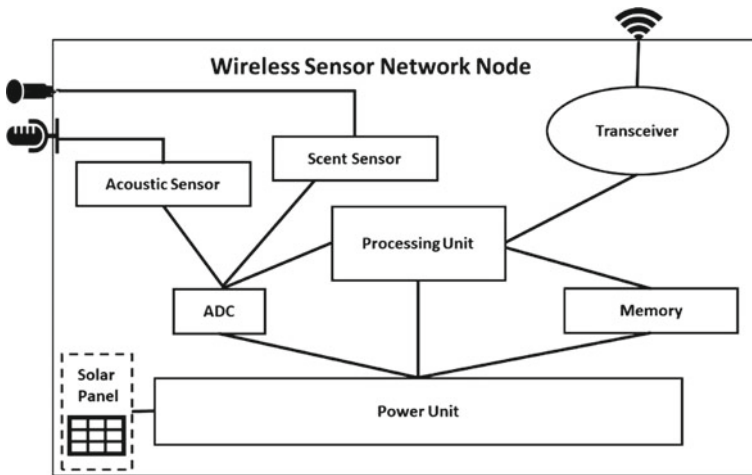 Wireless Sensor Network Node
Transceiver
Scent Sensor
Acoustic Sensor
Processing Unit
ADC
Memory
Solar
Panel
Power Unit